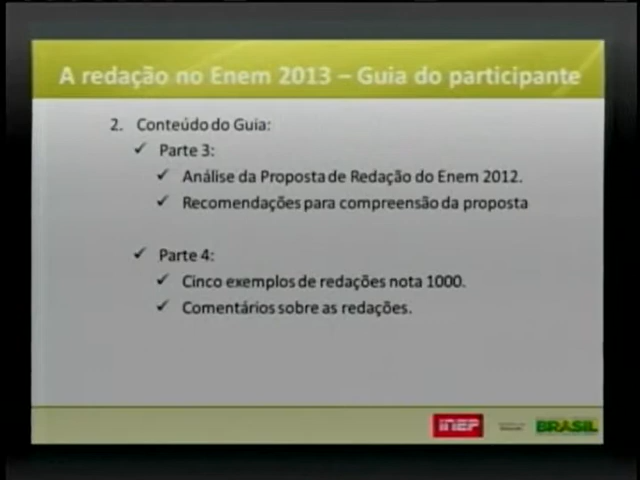 A redação no Enem 2013 – Guia do participante
2. Conteúdo do Guia:
✓ Parte 3:
✓ Análise da Proposta de Redação do Enem 2012.
✓ Recomendações para compreensão da proposta
✓ Parte 4:
✓ Cinco exemplos de redações nota 1000.
✓ Comentários sobre as redações.
INEP
BRASIL